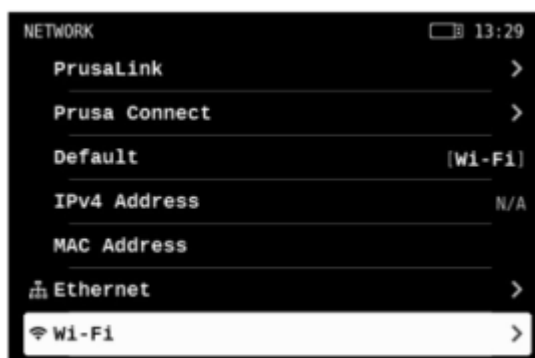 NETWORK 13:29
PrusaLink
Prusa Connect
Default [Wi-Fi]
IPv4 Address N/A
MAC Address
Ethernet
Wi-Fi